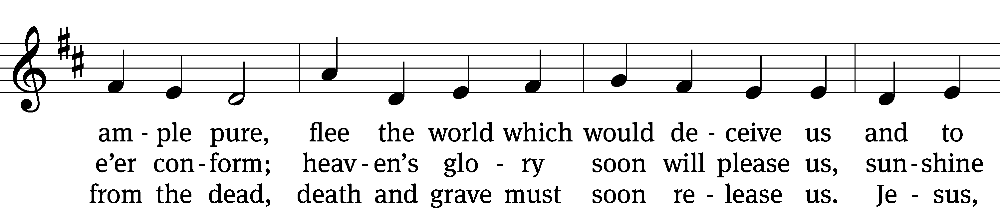 am - ple pure, flee the world which would de - ceive us and to
e’er con - form; heav - en’s glo - ry soon will please us, sun - shine
from the dead, death and grave must soon re - lease us. Je - sus,